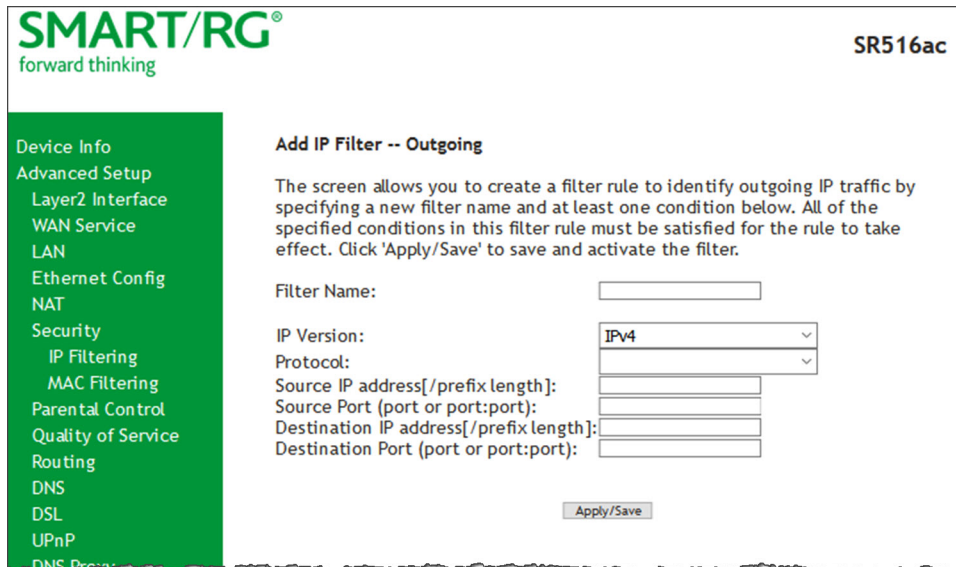 SMART/RG®
forward thinking
SR516ac
Device Info
Advanced Setup
Layer2 Interface
WAN Service
LAN
Ethernet Config
NAT
Security
IP Filtering
MAC Filtering
Parental Control
Quality of Service
Routing
DNS
DSL
UPnP
DNS Proxy
Add IP Filter -- Outgoing
The screen allows you to create a filter rule to identify outgoing IP traffic by
specifying a new filter name and at least one condition below. All of the
specified conditions in this filter rule must be satisfied for the rule to take
effect. Click 'Apply/Save' to save and activate the filter.
Filter Name:
IP Version: IPv4
Protocol:
Source IP address[/prefix length]:
Source Port (port or port:port):
Destination IP address[/prefix length]:
Destination Port (port or port:port):
Apply/Save